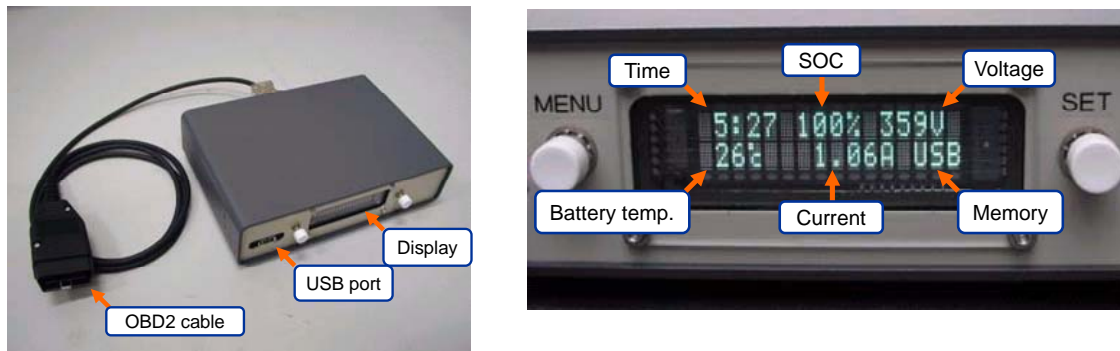 Display
USB port
OBD2 cable
Time
SOC
Voltage
MENU
SET
5:27 100% 359V
26℃ 1.06A USB
Battery temp.
Current
Memory